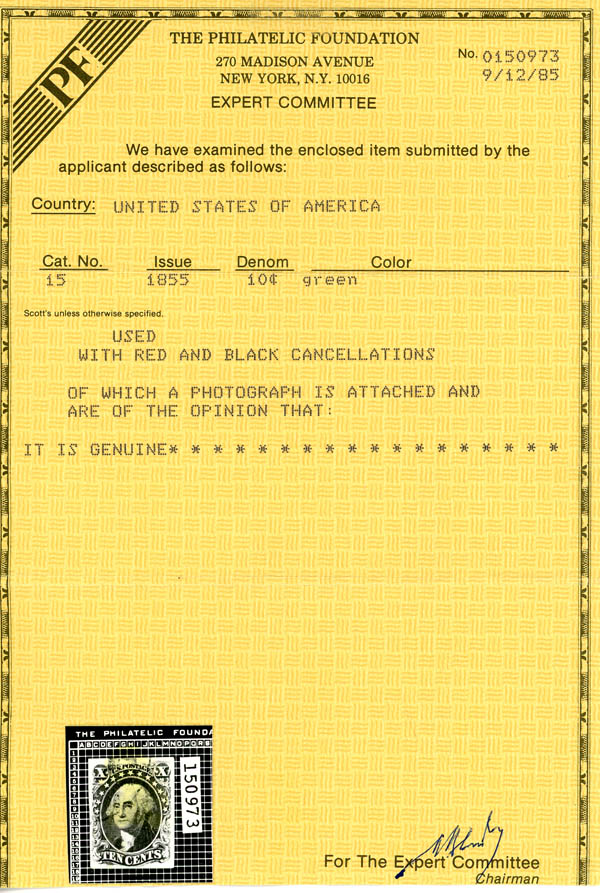 PF
THE PHILATELIC FOUNDATION
270 MADISON AVENUE
NEW YORK, N.Y. 10016
EXPERT COMMITTEE
No. 0150973
9/12/85
We have examined the enclosed item submitted by the
applicant described as follows:
Country: UNITED STATES OF AMERICA
Cat. No. Issue Denom Color
15 1855 10¢ green
Scott's unless otherwise specified.
USED
WITH RED AND BLACK CANCELLATIONS
OF WHICH A PHOTOGRAPH IS ATTACHED AND
ARE OF THE OPINION THAT:
IT IS GENUINE* * * * * * * * * * * * * * * * * *
THE PHILATELIC FOUNDA
ABCDEFGHIJKLMNOPQRS
X X
150973
TEN CENTS
For The Expert Committee
Chairman